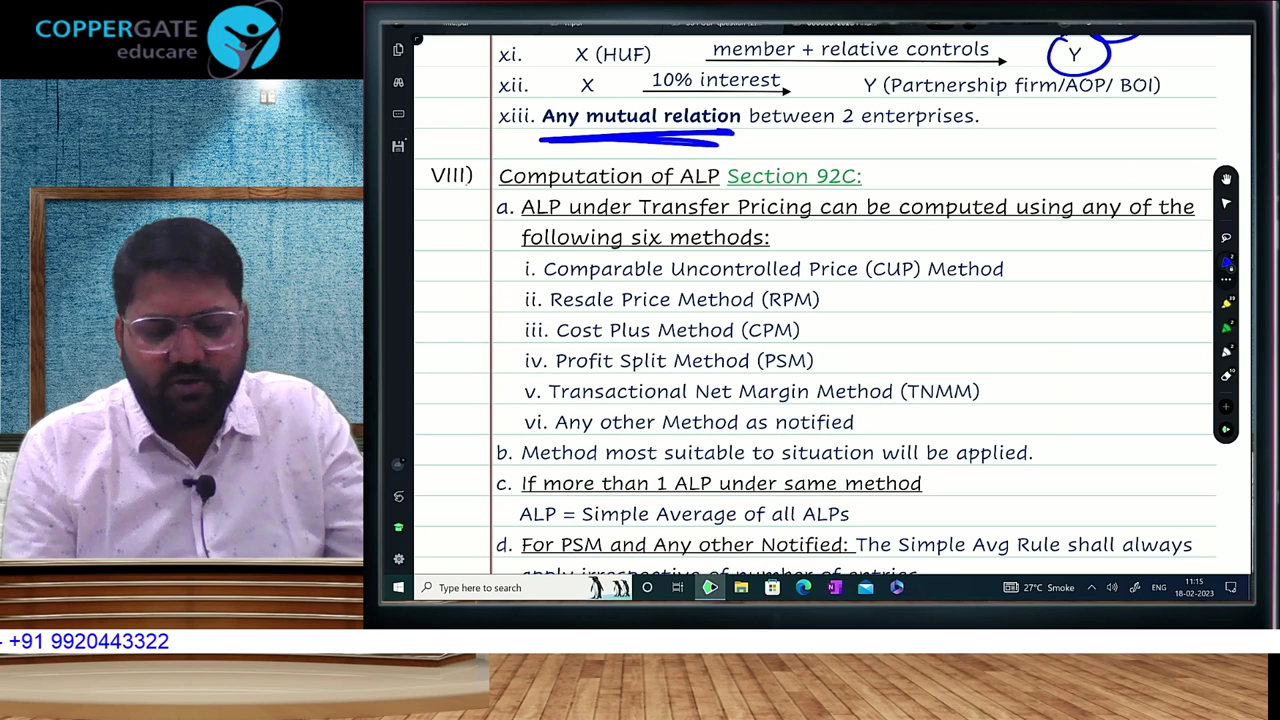 COPPERGATE
educare
xi. X (HUF) member + relative controls Y
xii. X 10% interest Y (Partnership firm/AOP/ BOI)
xiii. Any mutual relation between 2 enterprises.
VIII) Computation of ALP Section 92C:
a. ALP under Transfer Pricing can be computed using any of the
following six methods:
i. Comparable Uncontrolled Price (CUP) Method
ii. Resale Price Method (RPM)
iii. Cost Plus Method (CPM)
iv. Profit Split Method (PSM)
v. Transactional Net Margin Method (TNMM)
vi. Any other Method as notified
b. Method most suitable to situation will be applied.
c. If more than 1 ALP under same method
ALP = Simple Average of all ALPs
d. For PSM and Any other Notified: The Simple Avg Rule shall always
apply irrespective of number of entries
Type here to search
27°C Smoke
ENG
11:15
18-02-2023
- +91 9920443322